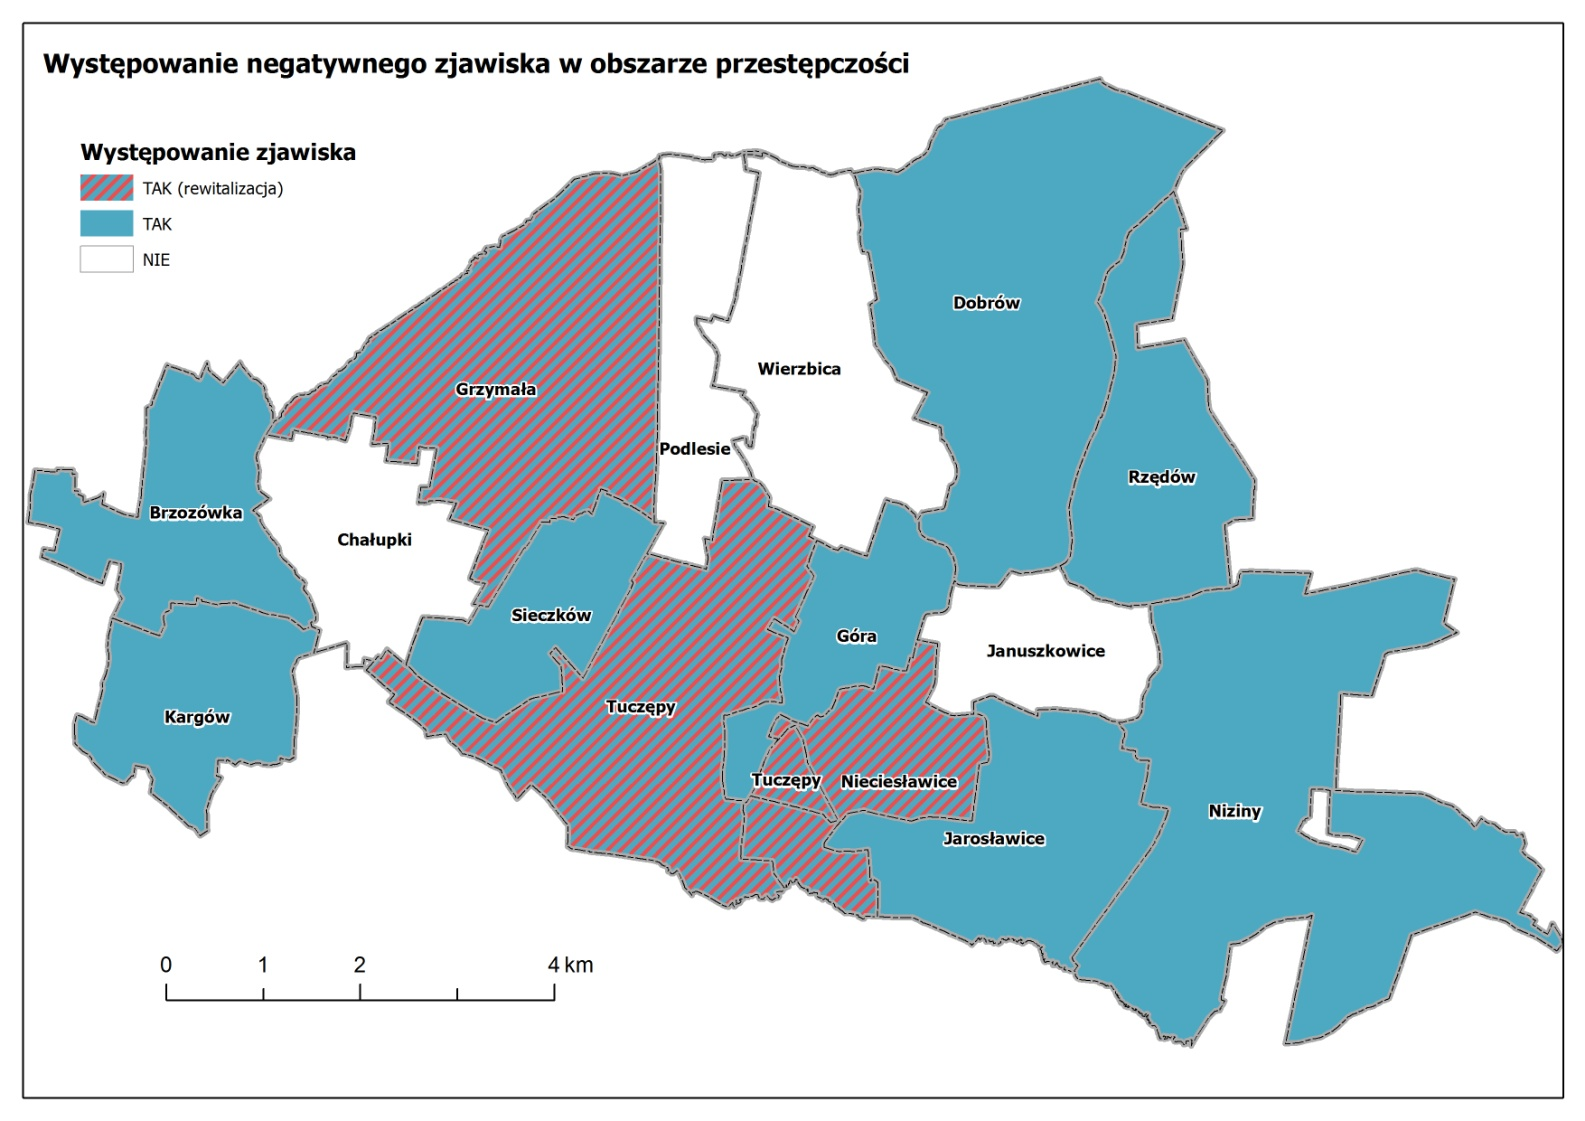 Występowanie negatywnego zjawiska w obszarze przestępczości
Występowanie zjawiska
TAK (rewitalizacja)
TAK
NIE
Dobrów
Wierzbica
Grzymała
Podlesie
Rzędów
Brzozówka
Chałupki
Sieczków
Góra
Januszkowice
Tuczępy
Kargów
Tuczępy
Nieciesławice
Niziny
Jarosławice
0 1 2 4 km